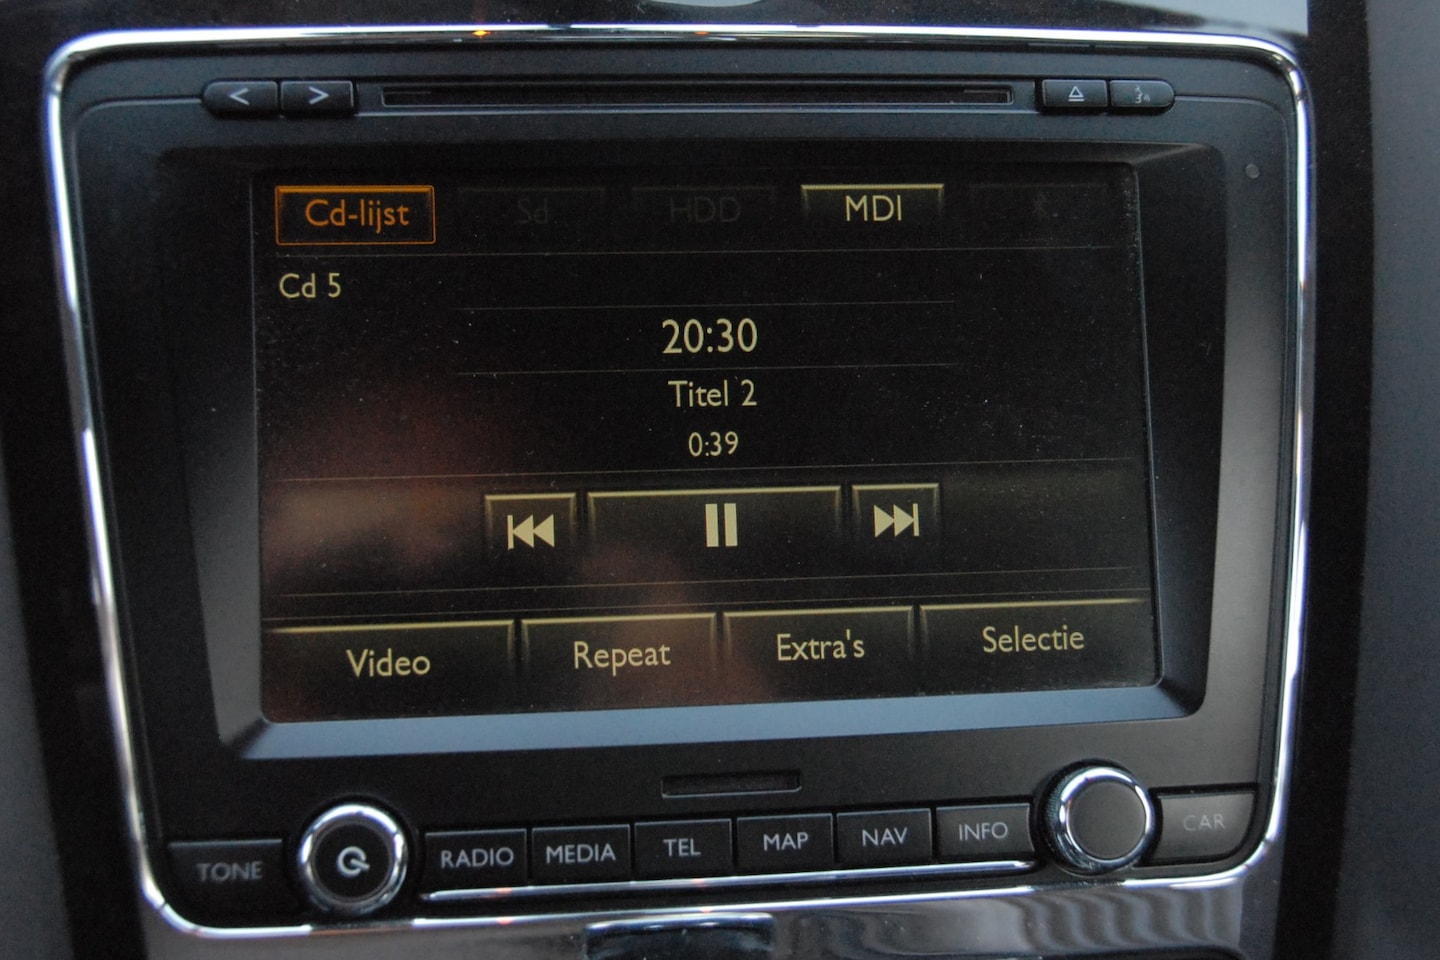 Cd-lijst Sd HDD MDI
Cd 5
20:30
Titel 2
0:39
Video Repeat Extra's Selectie
TONE RADIO MEDIA TEL MAP NAV INFO CAR